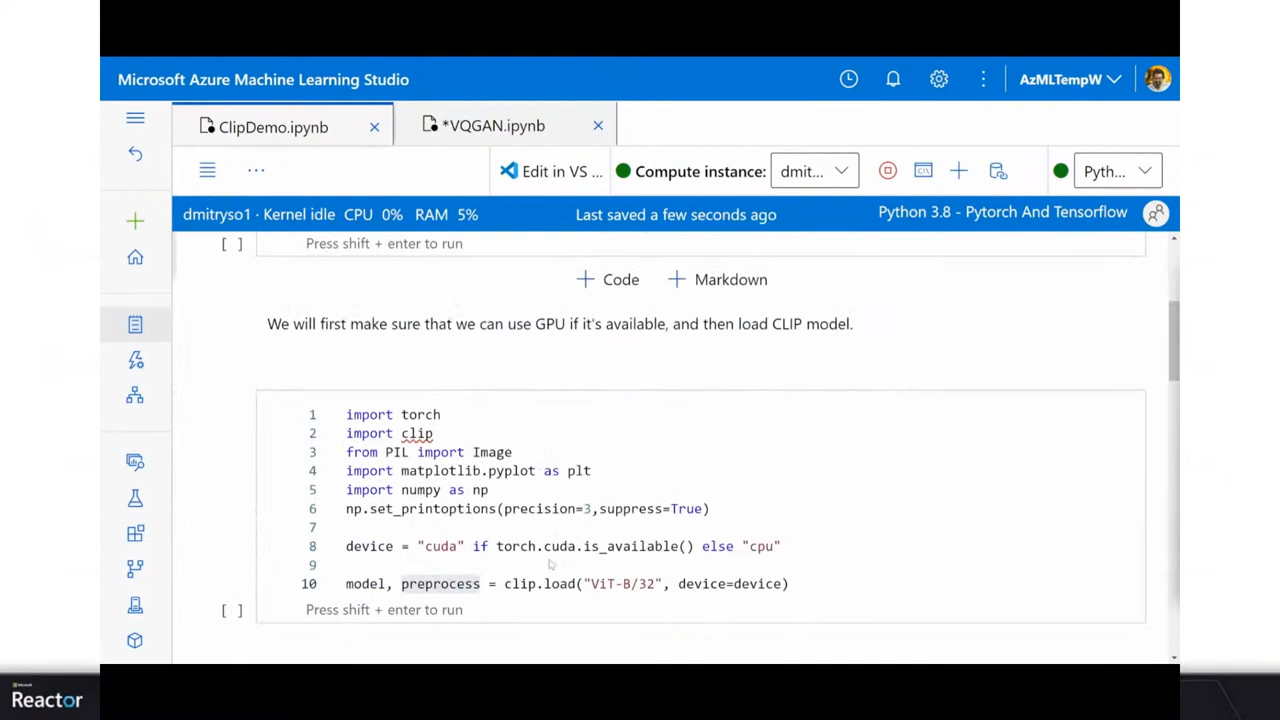 Microsoft Azure Machine Learning Studio
AzMLTempW
ClipDemo.ipynb
*VQGAN.ipynb
...
Edit in VS ...
Compute instance:
dmit...
Pyth...
dmitryso1 · Kernel idle CPU 0% RAM 5%
Last saved a few seconds ago
Python 3.8 - Pytorch And Tensorflow
[ ] Press shift + enter to run
+ Code + Markdown
We will first make sure that we can use GPU if it's available, and then load CLIP model.
1 import torch
2 import clip
3 from PIL import Image
4 import matplotlib.pyplot as plt
5 import numpy as np
6 np.set_printoptions(precision=3,suppress=True)
7
8 device = "cuda" if torch.cuda.is_available() else "cpu"
9
10 model, preprocess = clip.load("ViT-B/32", device=device)
[ ] Press shift + enter to run
Microsoft
Reactor